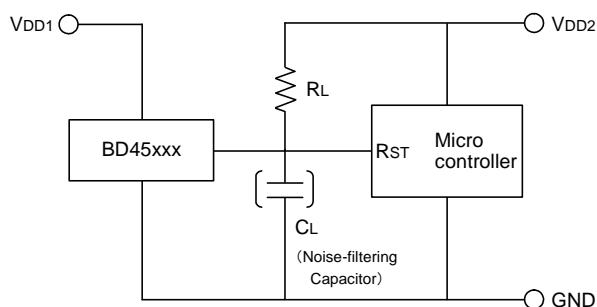 VDD1
VDD2
RL
BD45xxx
RST
Micro
controller
CL
（Noise-filtering
Capacitor）
GND